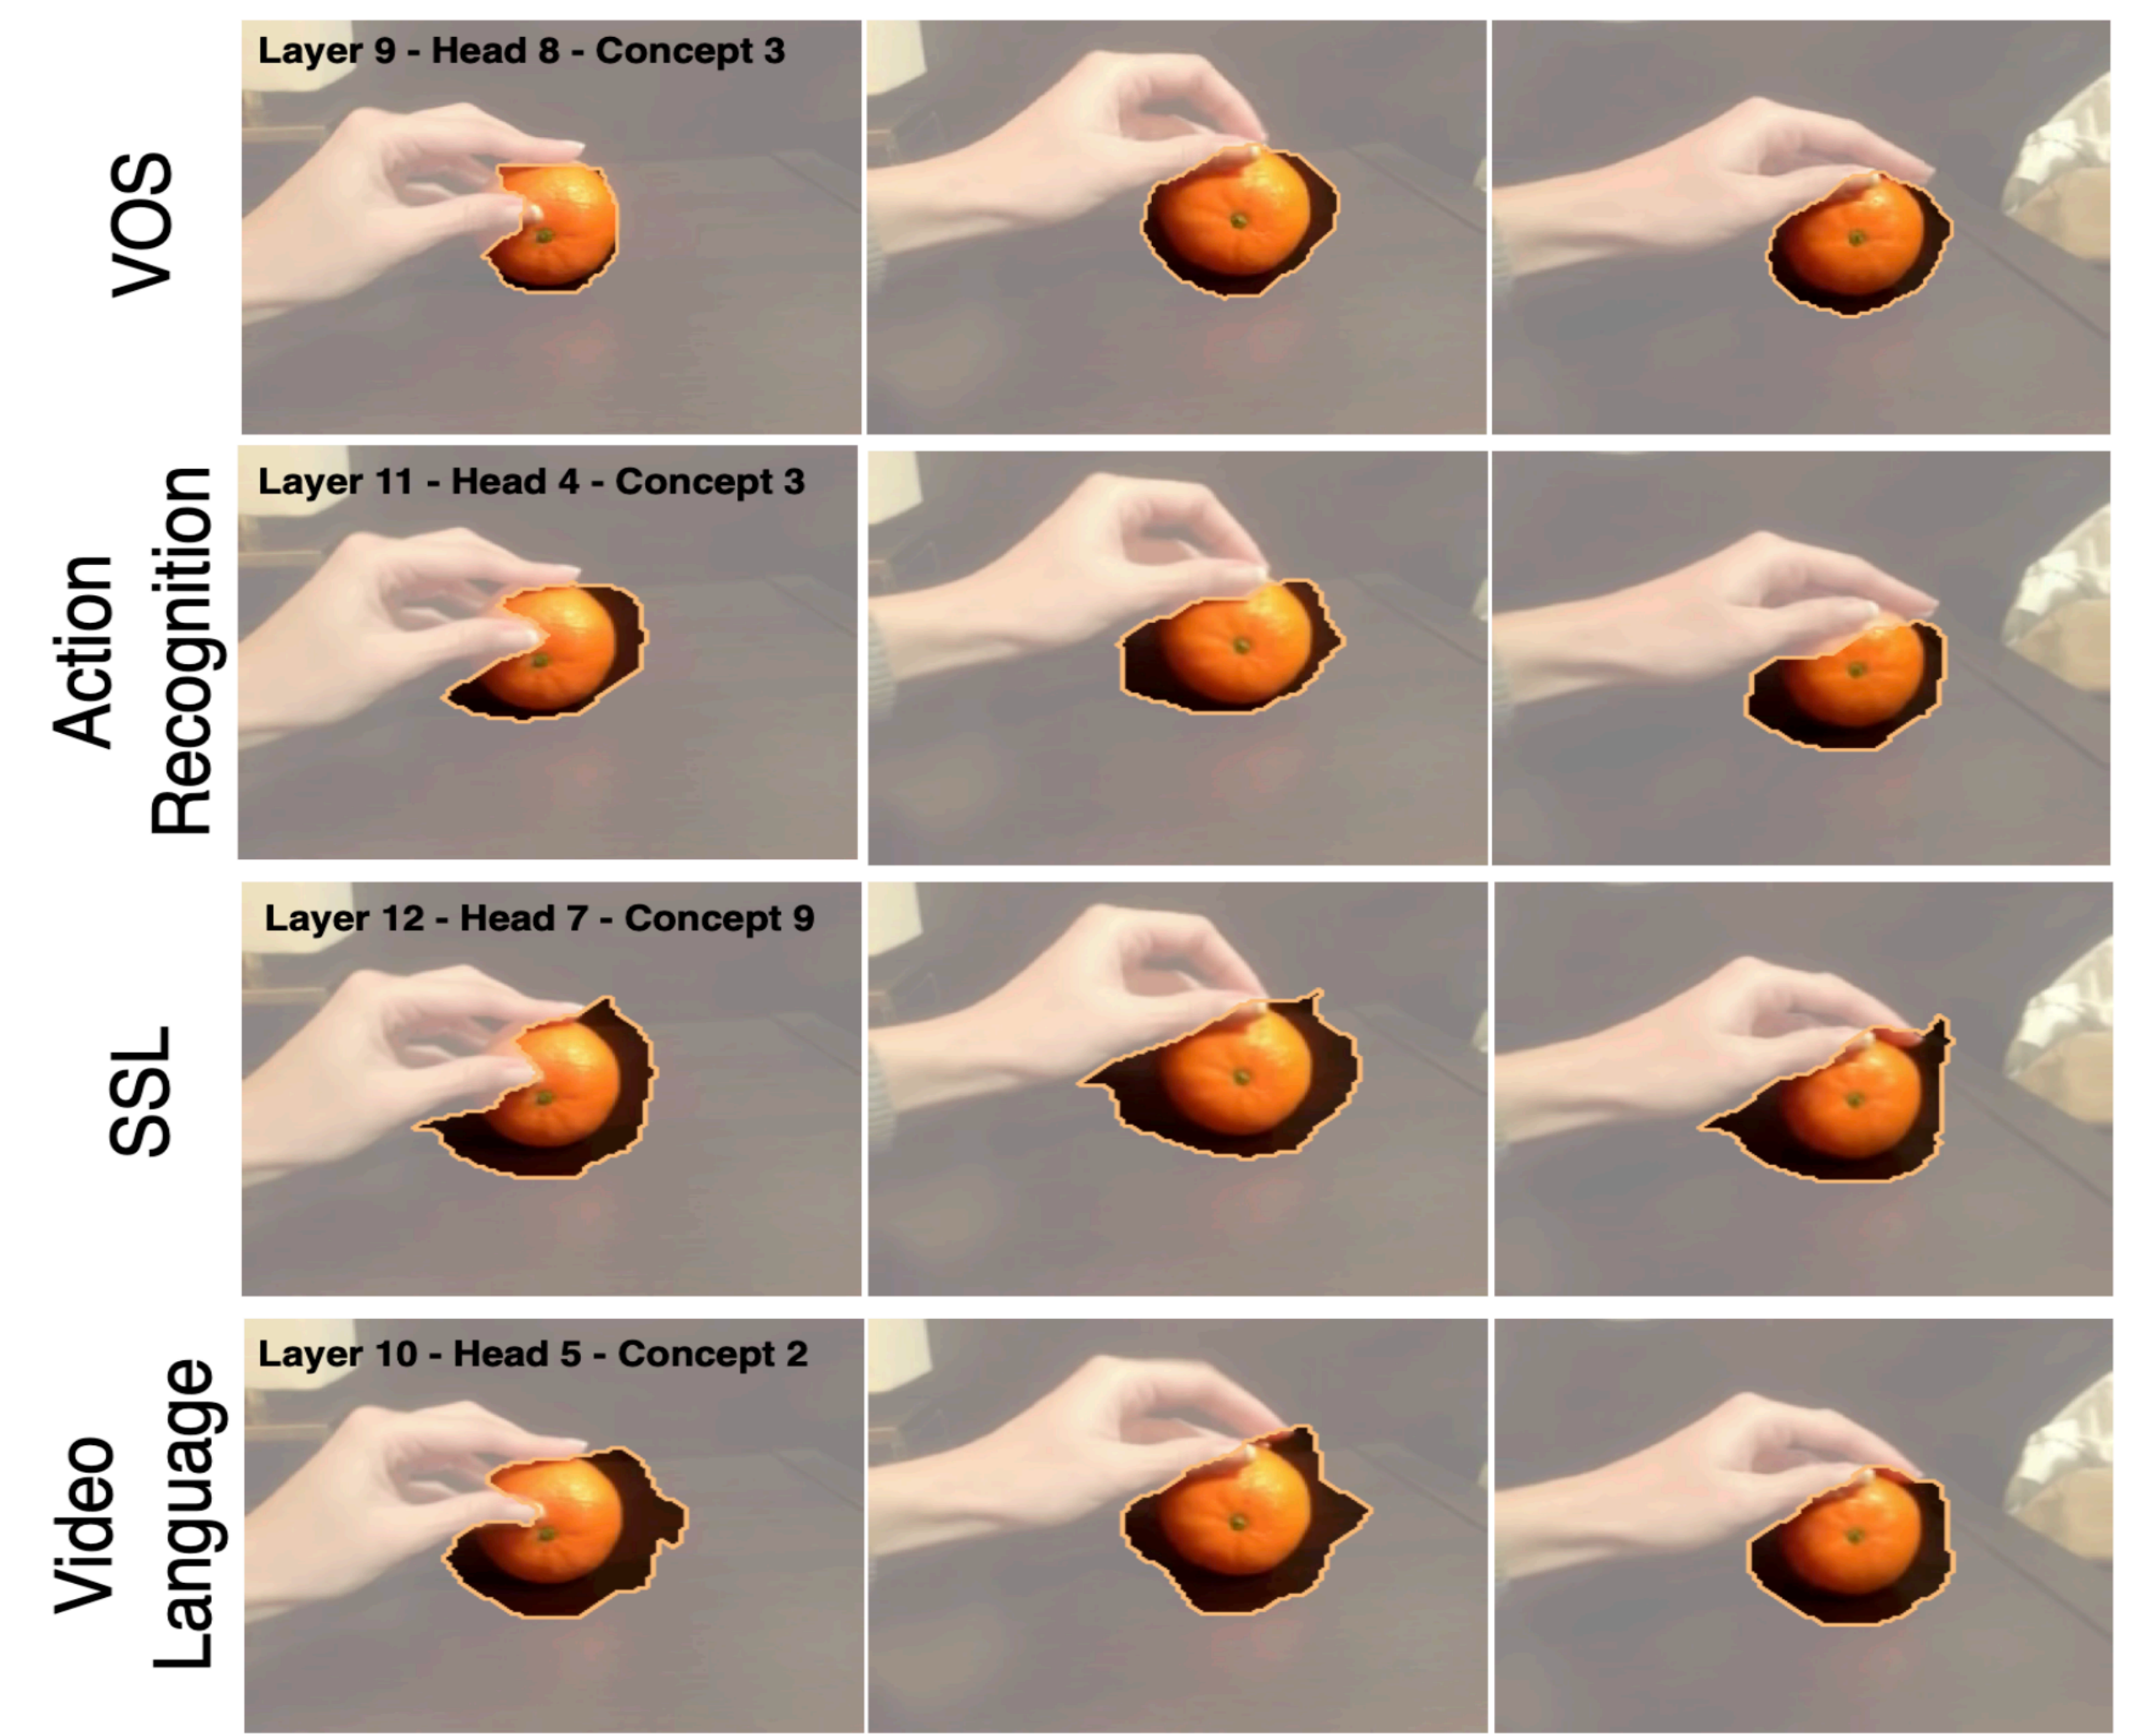 VOS
Layer 9 - Head 8 - Concept 3
Action
Recognition
Layer 11 - Head 4 - Concept 3
SSL
Layer 12 - Head 7 - Concept 9
Video
Language
Layer 10 - Head 5 - Concept 2